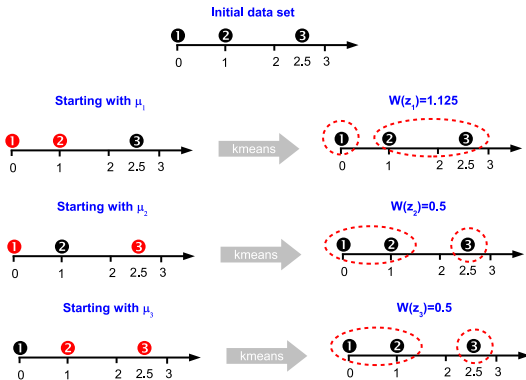 Initial data set
1 2 3
0 1 2 2.5 3
Starting with μ1
W(z1)=1.125
1 2 3
kmeans
1 2 3
0 1 2 2.5 3
0 1 2 2.5 3
Starting with μ2
W(z2)=0.5
1 2 3
kmeans
1 2 3
0 1 2 2.5 3
0 1 2 2.5 3
Starting with μ3
W(z3)=0.5
1 2 3
kmeans
1 2 3
0 1 2 2.5 3
0 1 2 2.5 3